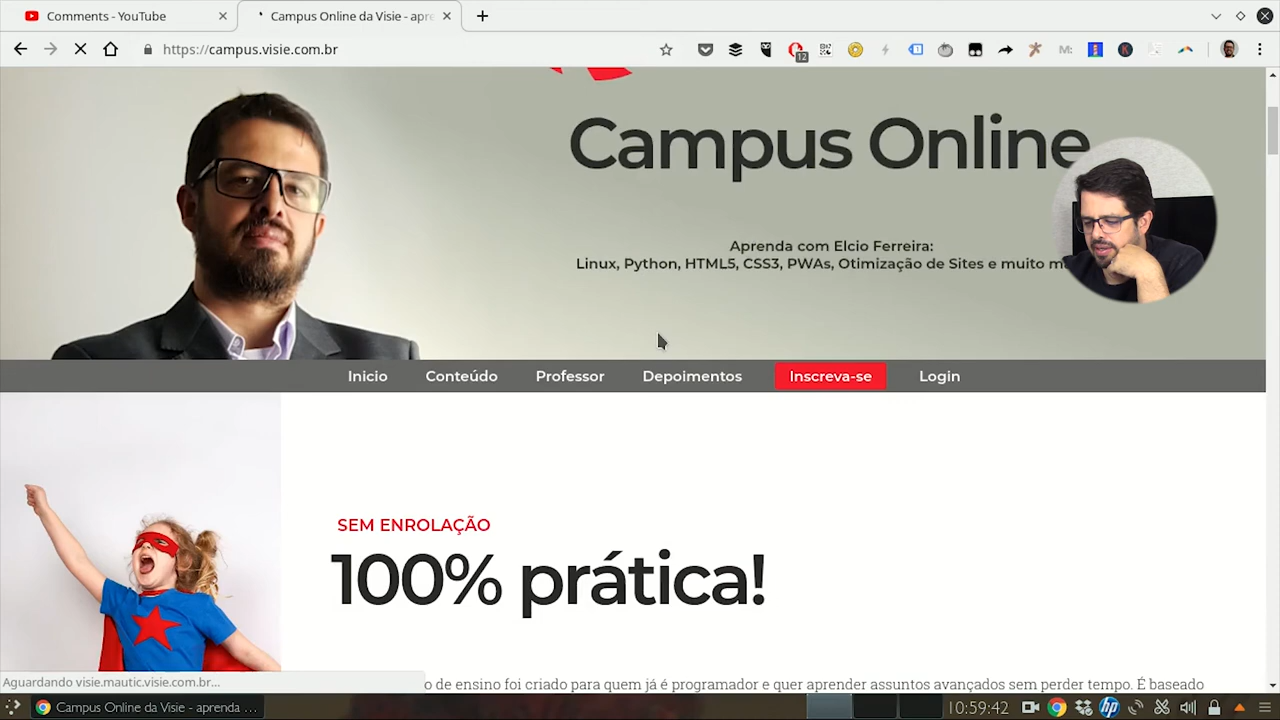 Comments - YouTube
Campus Online da Visie - apre
https://campus.visie.com.br
12
M:
K
Campus Online
Aprenda com Elcio Ferreira:
Linux, Python, HTML5, CSS3, PWAs, Otimização de Sites e muito
Inicio Conteúdo Professor Depoimentos Inscreva-se Login
SEM ENROLAÇÃO
100% prática!
o de ensino foi criado para quem já é programador e quer aprender assuntos avançados sem perder tempo. É baseado
Aguardando visie.mautic.visie.com.br...
Campus Online da Visie - aprenda ...
10:59:42
hp